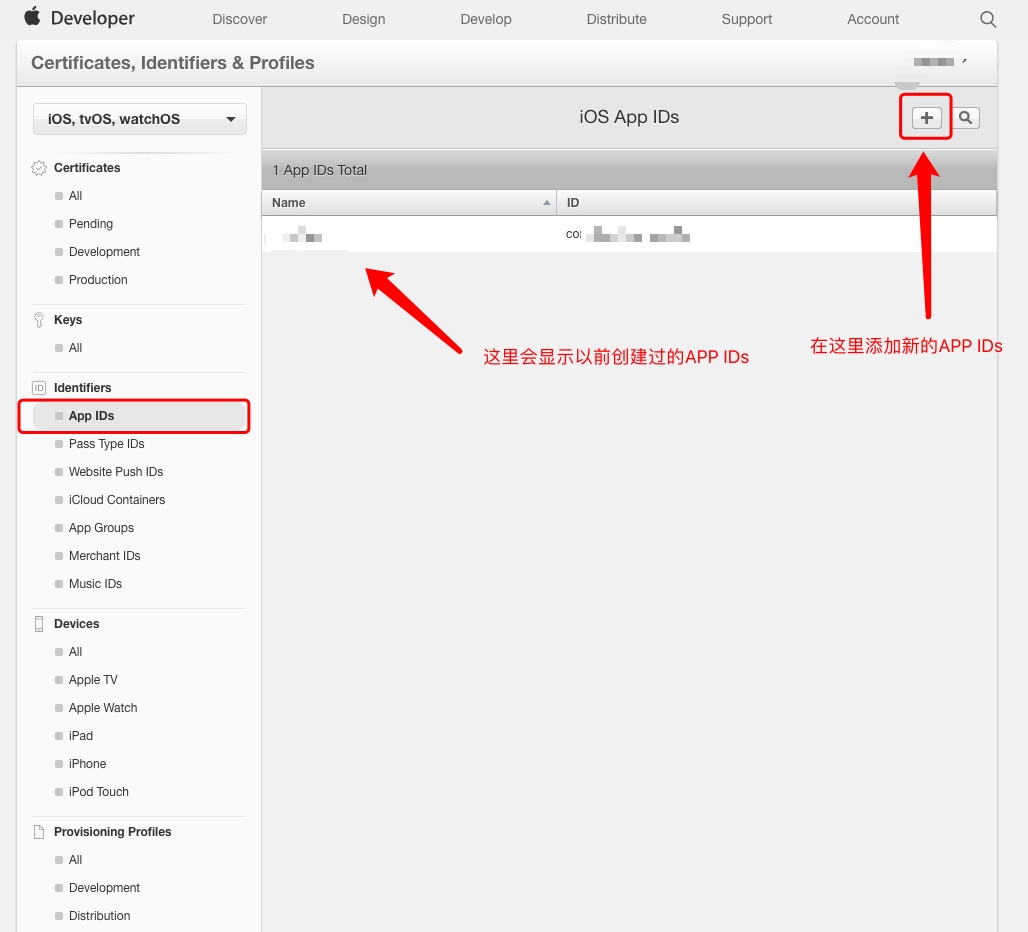 Developer
Discover
Design
Develop
Distribute
Support
Account
Certificates, Identifiers & Profiles
iOS, tvOS, watchOS
iOS App IDs
1 App IDs Total
Name
ID
Certificates
All
Pending
Development
Production
Keys
All
ID
Identifiers
App IDs
Pass Type IDs
Website Push IDs
iCloud Containers
App Groups
Merchant IDs
Music IDs
Devices
All
Apple TV
Apple Watch
iPad
iPhone
iPod Touch
Provisioning Profiles
All
Development
Distribution
这里会显示以前创建过的APP IDs
在这里添加新的APP IDs